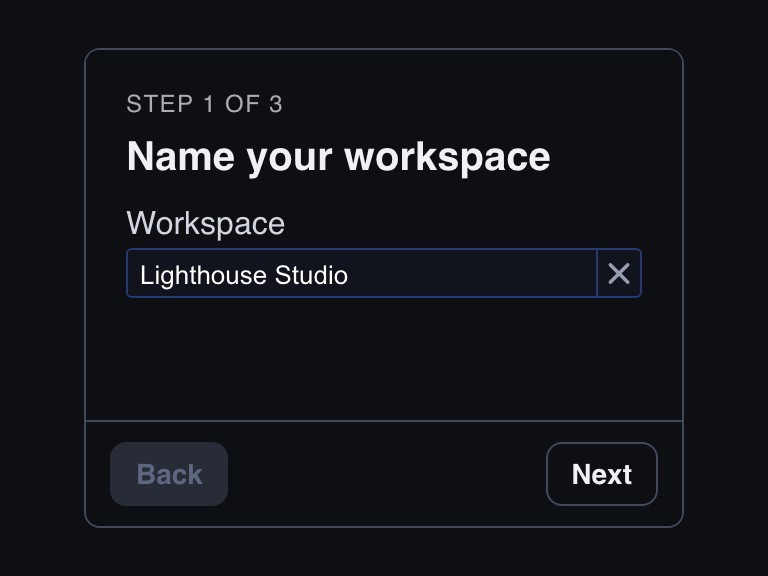 STEP 1 OF 3
Name your workspace
Workspace
Lighthouse Studio
Back
Next